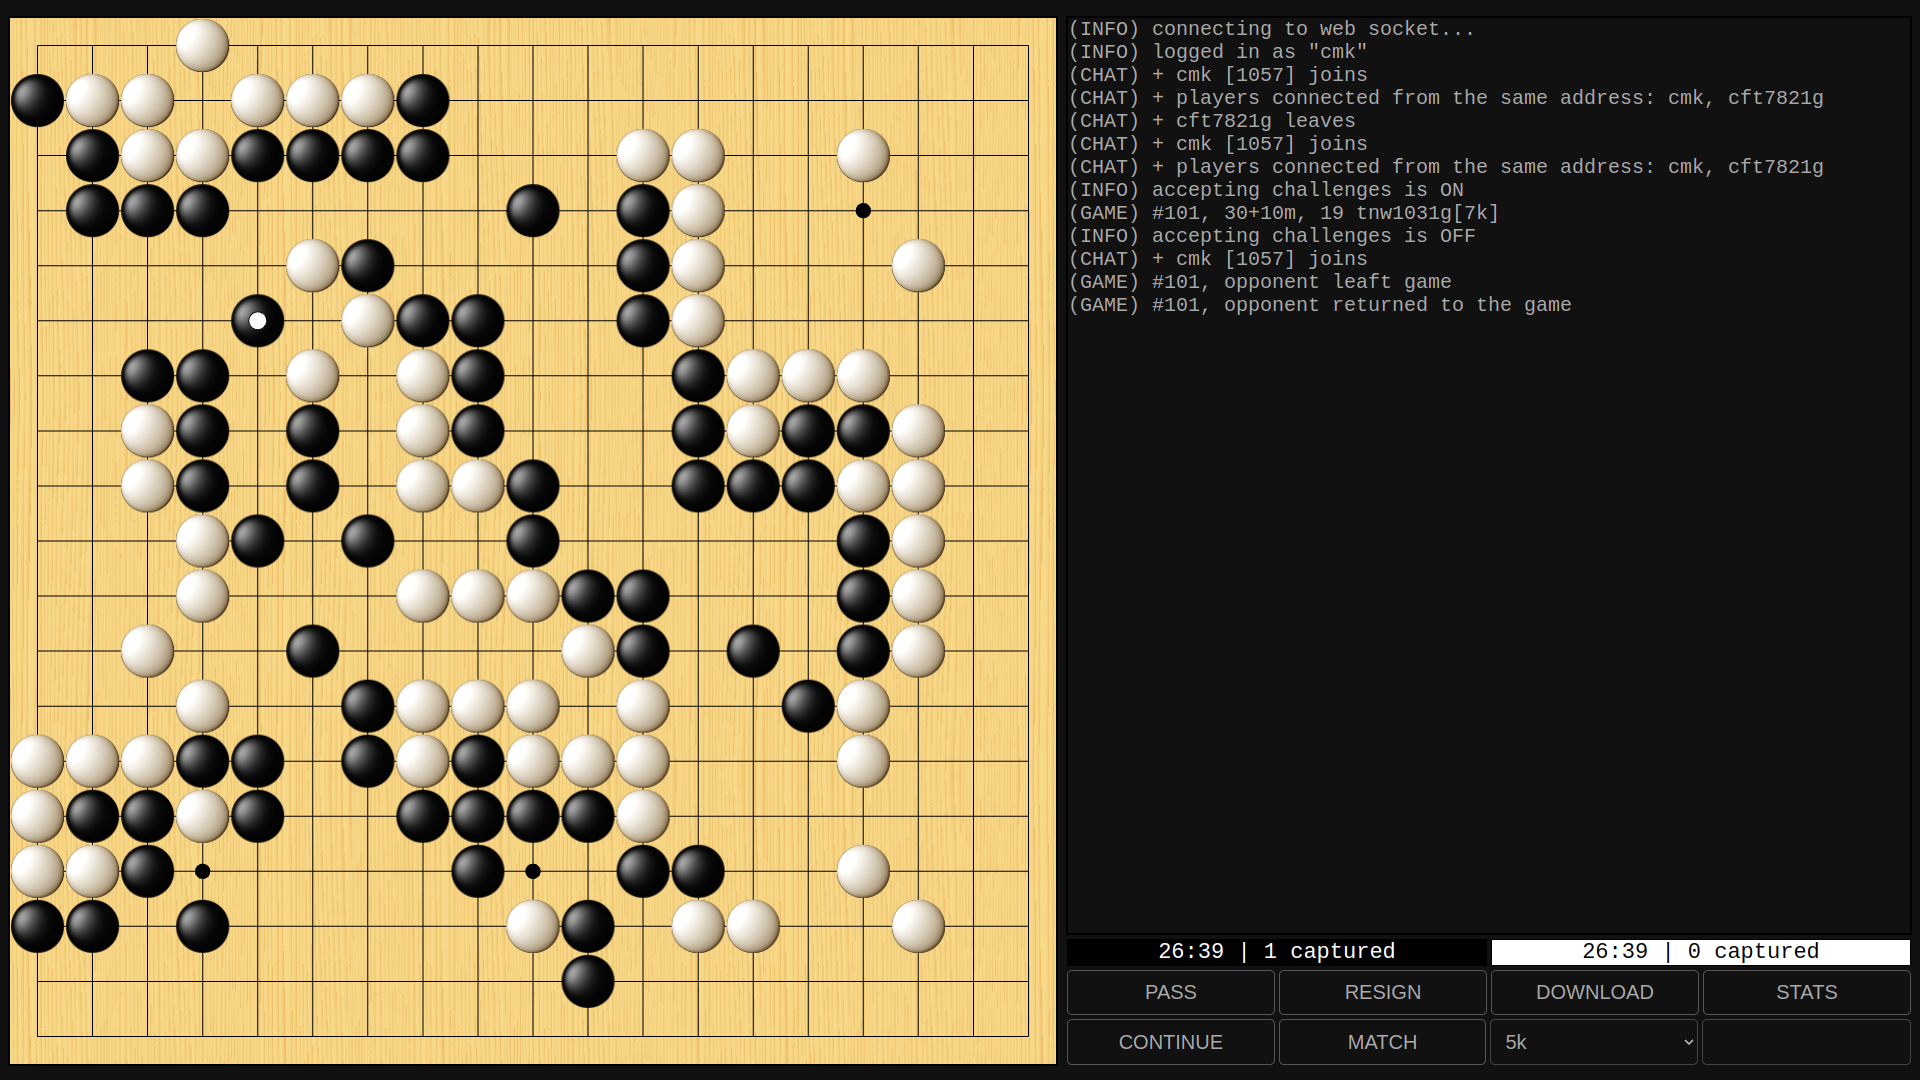 (INFO) connecting to web socket...
(INFO) logged in as "cmk"
(CHAT) + cmk [1057] joins
(CHAT) + players connected from the same address: cmk, cft7821g
(CHAT) + cft7821g leaves
(CHAT) + cmk [1057] joins
(CHAT) + players connected from the same address: cmk, cft7821g
(INFO) accepting challenges is ON
(GAME) #101, 30+10m, 19 tnw1031g[7k]
(INFO) accepting challenges is OFF
(CHAT) + cmk [1057] joins
(GAME) #101, opponent leaft game
(GAME) #101, opponent returned to the game
26:39 | 1 captured
26:39 | 0 captured
PASS
RESIGN
DOWNLOAD
STATS
CONTINUE
MATCH
5k